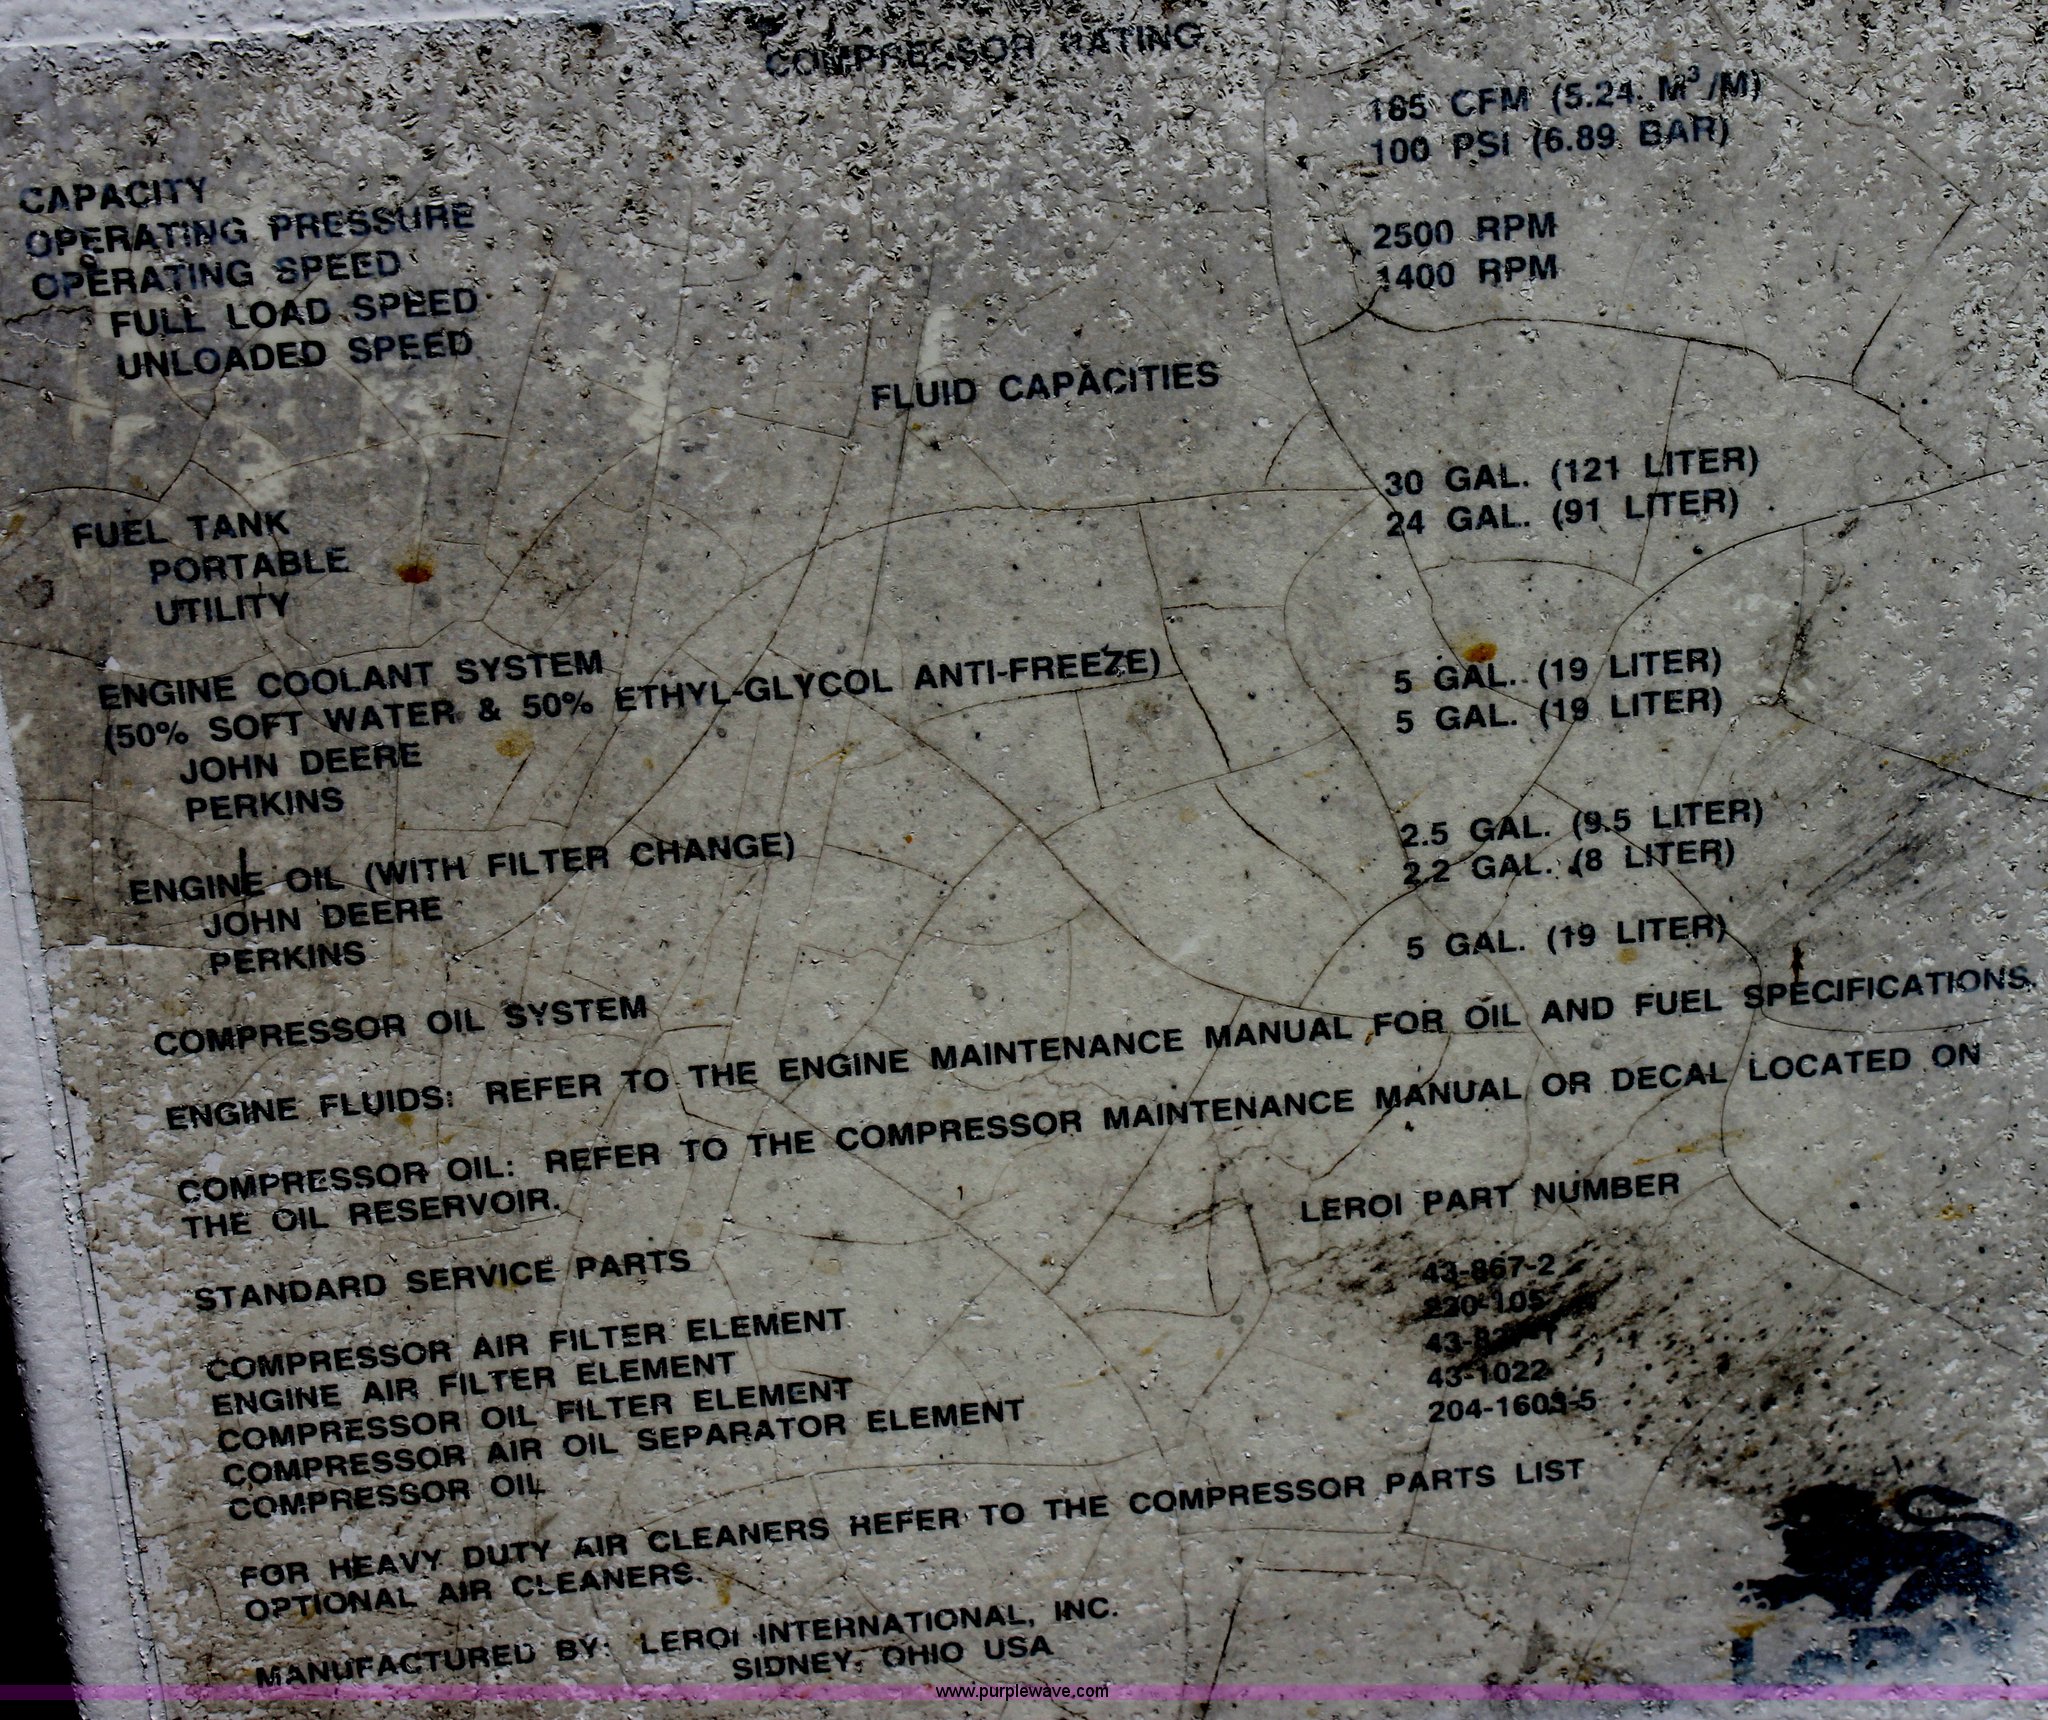 COMPRESSOR RATING
CAPACITY 185 CFM (5.24 M³/M)
OPERATING PRESSURE 100 PSI (6.89 BAR)
OPERATING SPEED
FULL LOAD SPEED 2500 RPM
UNLOADED SPEED 1400 RPM
FLUID CAPACITIES
FUEL TANK
PORTABLE 30 GAL. (121 LITER)
UTILITY 24 GAL. (91 LITER)
ENGINE COOLANT SYSTEM
(50% SOFT WATER & 50% ETHYL-GLYCOL ANTI-FREEZE)
JOHN DEERE 5 GAL. (19 LITER)
PERKINS 5 GAL. (19 LITER)
ENGINE OIL (WITH FILTER CHANGE)
JOHN DEERE 2.5 GAL. (9.5 LITER)
PERKINS 2.2 GAL. (8 LITER)
COMPRESSOR OIL SYSTEM 5 GAL. (19 LITER)
ENGINE FLUIDS: REFER TO THE ENGINE MAINTENANCE MANUAL FOR OIL AND FUEL SPECIFICATIONS.
COMPRESSOR OIL: REFER TO THE COMPRESSOR MAINTENANCE MANUAL OR DECAL LOCATED ON
THE OIL RESERVOIR.
STANDARD SERVICE PARTS LEROI PART NUMBER
COMPRESSOR AIR FILTER ELEMENT 43-867-2
ENGINE AIR FILTER ELEMENT 220-105
COMPRESSOR OIL FILTER ELEMENT
COMPRESSOR AIR OIL SEPARATOR ELEMENT 43-1022
COMPRESSOR OIL 204-1603-5
FOR HEAVY DUTY AIR CLEANERS REFER TO THE COMPRESSOR PARTS LIST
OPTIONAL AIR CLEANERS.
MANUFACTURED BY: LEROI INTERNATIONAL, INC.
SIDNEY, OHIO USA
LeROI
www.purplewave.com